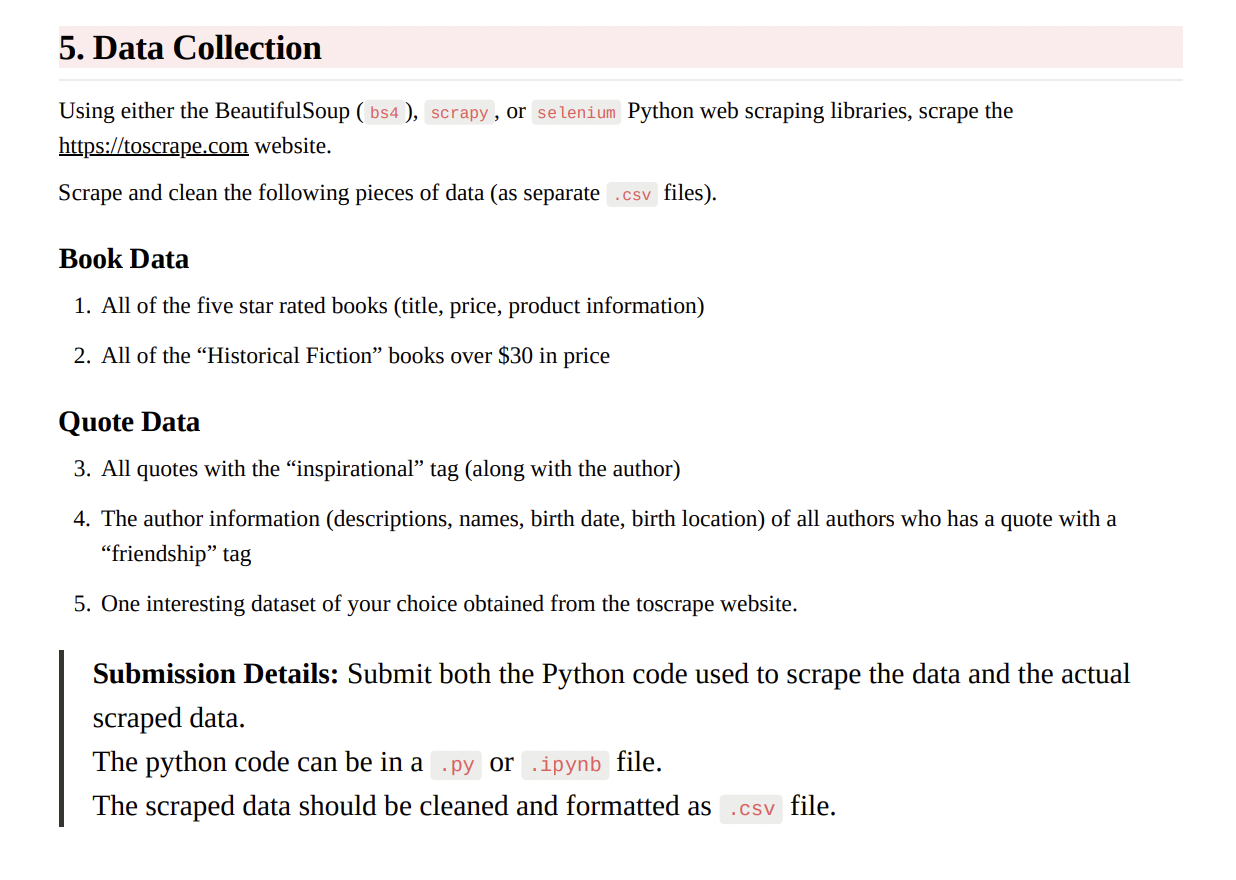 5. Data Collection
Using either the BeautifulSoup (bs4), scrapy, or selenium Python web scraping libraries, scrape the
https://toscrape.com website.
Scrape and clean the following pieces of data (as separate .csv files).
Book Data
1. All of the five star rated books (title, price, product information)
2. All of the “Historical Fiction” books over $30 in price
Quote Data
3. All quotes with the “inspirational” tag (along with the author)
4. The author information (descriptions, names, birth date, birth location) of all authors who has a quote with a
“friendship” tag
5. One interesting dataset of your choice obtained from the toscrape website.
Submission Details: Submit both the Python code used to scrape the data and the actual
scraped data.
The python code can be in a .py or .ipynb file.
The scraped data should be cleaned and formatted as .csv file.